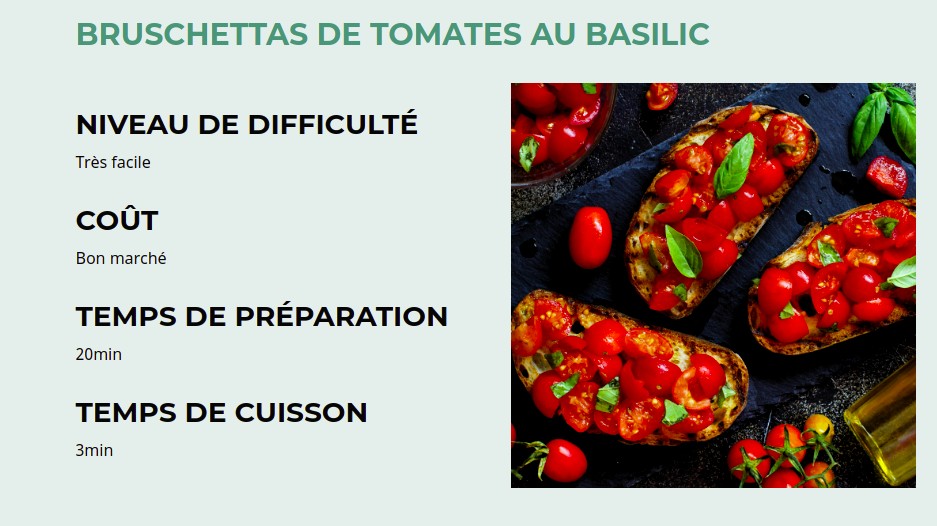 BRUSCHETTAS DE TOMATES AU BASILIC
NIVEAU DE DIFFICULTÉ
Très facile
COÛT
Bon marché
TEMPS DE PRÉPARATION
20min
TEMPS DE CUISSON
3min